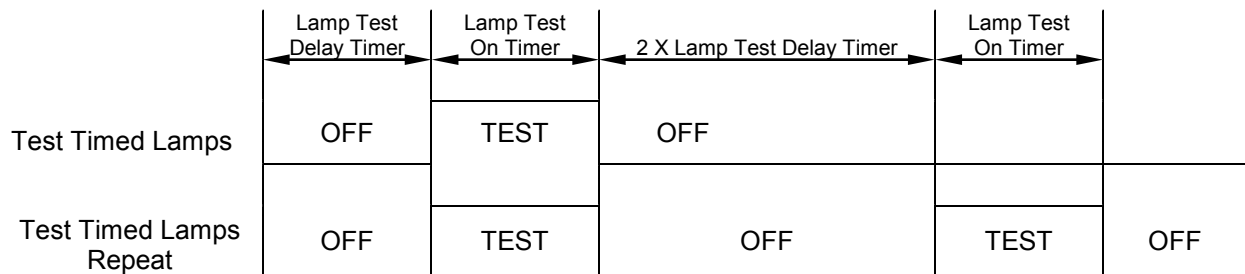 Lamp Test
Delay Timer
Lamp Test
On Timer
2 X Lamp Test Delay Timer
Lamp Test
On Timer
Test Timed Lamps
OFF
TEST
OFF
Test Timed Lamps
Repeat
OFF
TEST
OFF
TEST
OFF